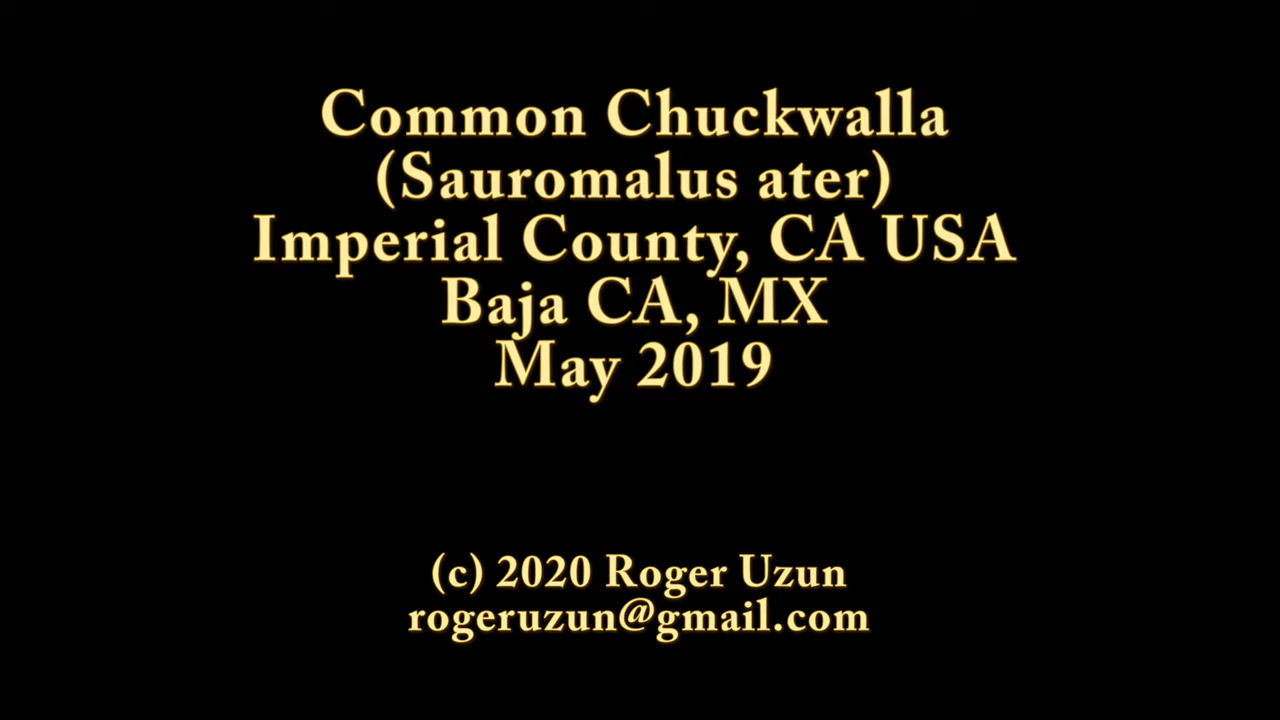 Common Chuckwalla
(Sauromalus ater)
Imperial County, CA USA
Baja CA, MX
May 2019
(c) 2020 Roger Uzun
rogeruzun@gmail.com